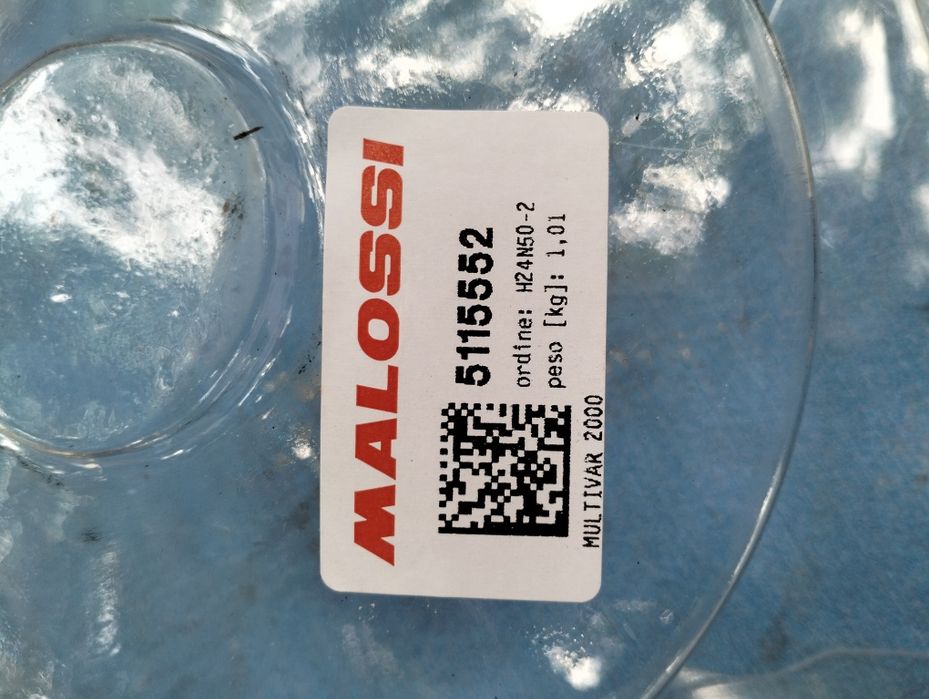 MALOSSI
5115552
ordine: H24N50-2
peso [kg]: 1,01
MULTIVAR 2000